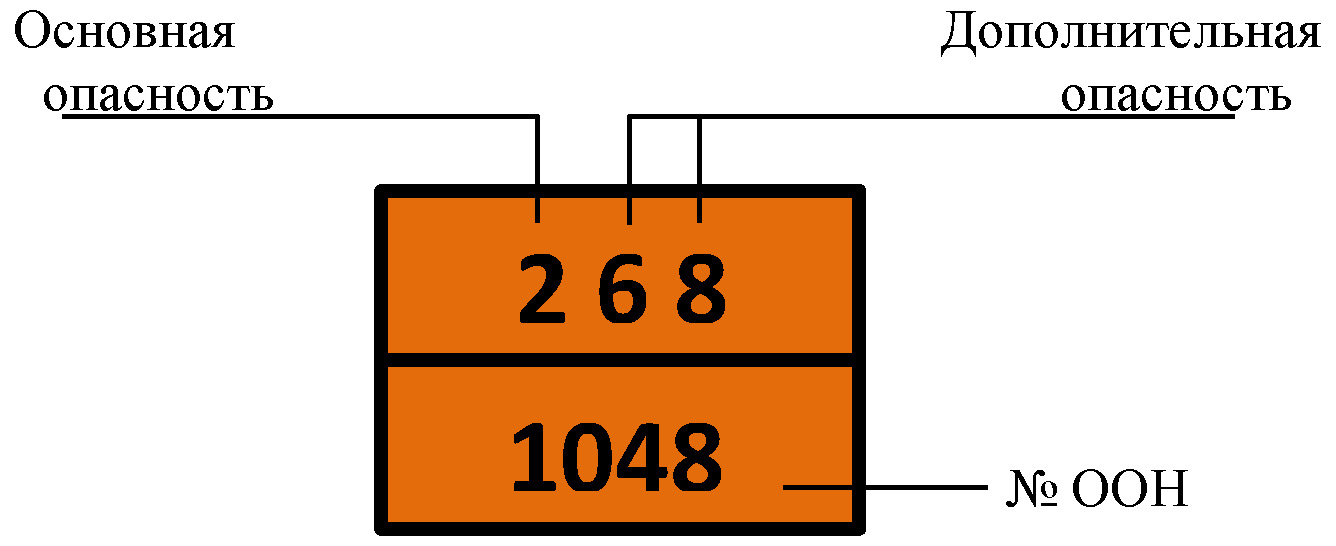 Основная
опасность
Дополнительная
опасность
2 6 8
1048
№ ООН